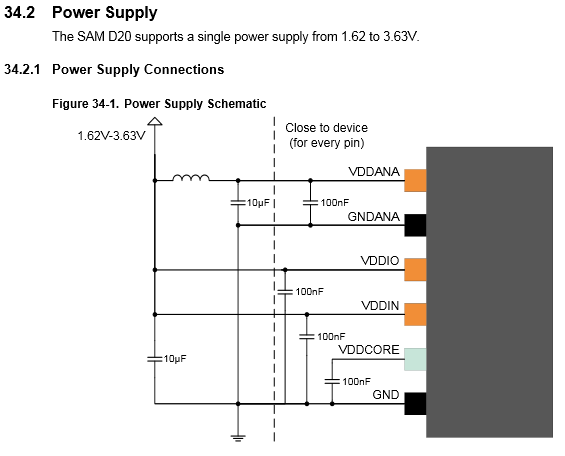 34.2 Power Supply
The SAM D20 supports a single power supply from 1.62 to 3.63V.
34.2.1 Power Supply Connections
Figure 34-1. Power Supply Schematic
1.62V-3.63V
Close to device
(for every pin)
VDDANA
10µF
100nF
GNDANA
VDDIO
100nF
VDDIN
100nF
VDDCORE
10µF
100nF
GND